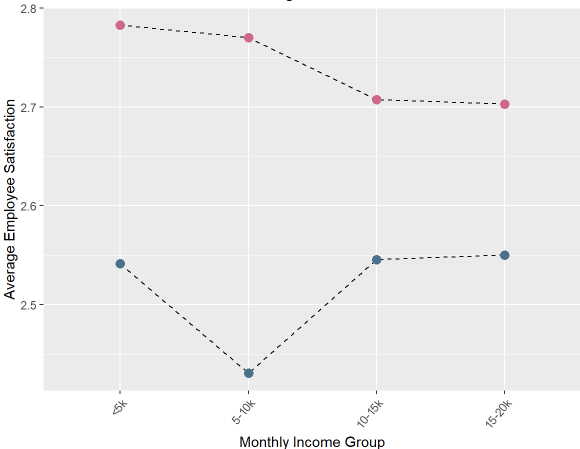 2.8
2.7
2.6
2.5
Average Employee Satisfaction
<5k
5-10k
10-15k
15-20k
Monthly Income Group